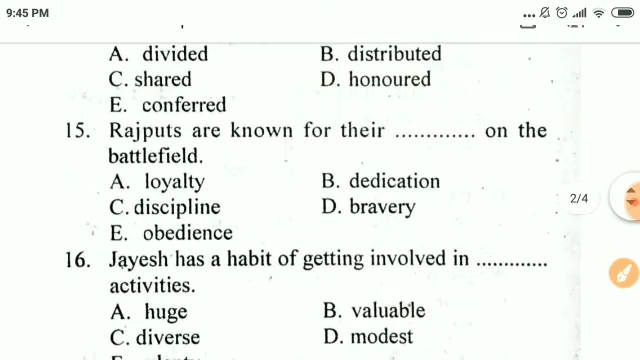 9:45 PM
A. divided B. distributed
C. shared D. honoured
E. conferred
15. Rajputs are known for their ............. on the
battlefield.
A. loyalty B. dedication
C. discipline D. bravery
E. obedience
2/4
16. Jayesh has a habit of getting involved in .............
activities.
A. huge B. valuable
C. diverse D. modest